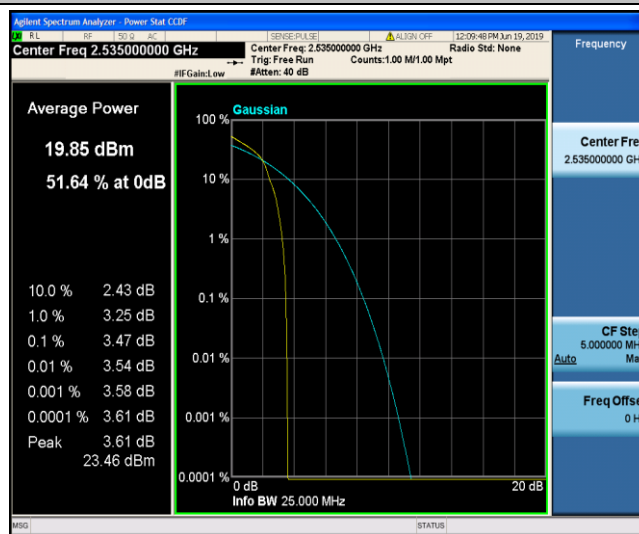 Agilent Spectrum Analyzer - Power Stat CCDF
RL RF 50 Ω AC SENSE:PULSE ALIGN OFF 12:09:48 PM Jun 19, 2019
Center Freq 2.535000000 GHz
Center Freq: 2.535000000 GHz Radio Std: None
Trig: Free Run Counts:1.00 M/1.00 Mpt
#IFGain:Low #Atten: 40 dB
Frequency
Average Power
19.85 dBm
51.64 % at 0dB
10.0 % 2.43 dB
1.0 % 3.25 dB
0.1 % 3.47 dB
0.01 % 3.54 dB
0.001 % 3.58 dB
0.0001 % 3.61 dB
Peak 3.61 dB
23.46 dBm
Gaussian
100 %
10 %
1 %
0.1 %
0.01 %
0.001 %
0.0001 %
0 dB 20 dB
Info BW 25.000 MHz
Center Fre
2.535000000 GH
CF Ste
5.000000 MH
Auto Ma
Freq Offse
0 H
MSG STATUS